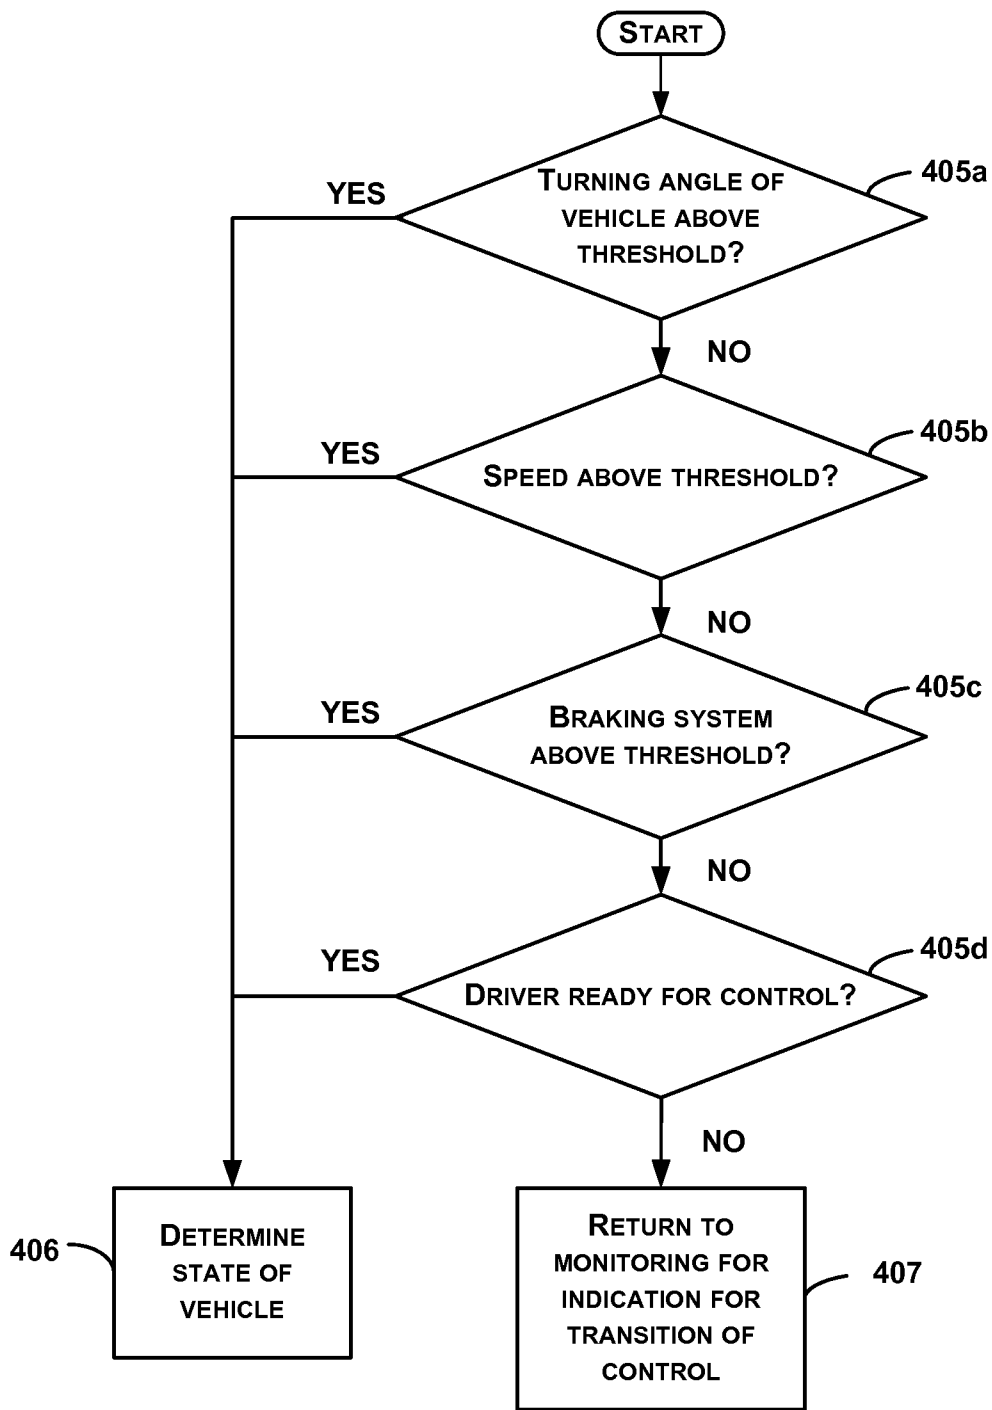 START
TURNING ANGLE OF
VEHICLE ABOVE
THRESHOLD?
405a
YES
NO
SPEED ABOVE THRESHOLD?
405b
YES
NO
BRAKING SYSTEM
ABOVE THRESHOLD?
405c
YES
NO
DRIVER READY FOR CONTROL?
405d
YES
NO
406
DETERMINE
STATE OF
VEHICLE
RETURN TO
MONITORING FOR
INDICATION FOR
TRANSITION OF
CONTROL
407